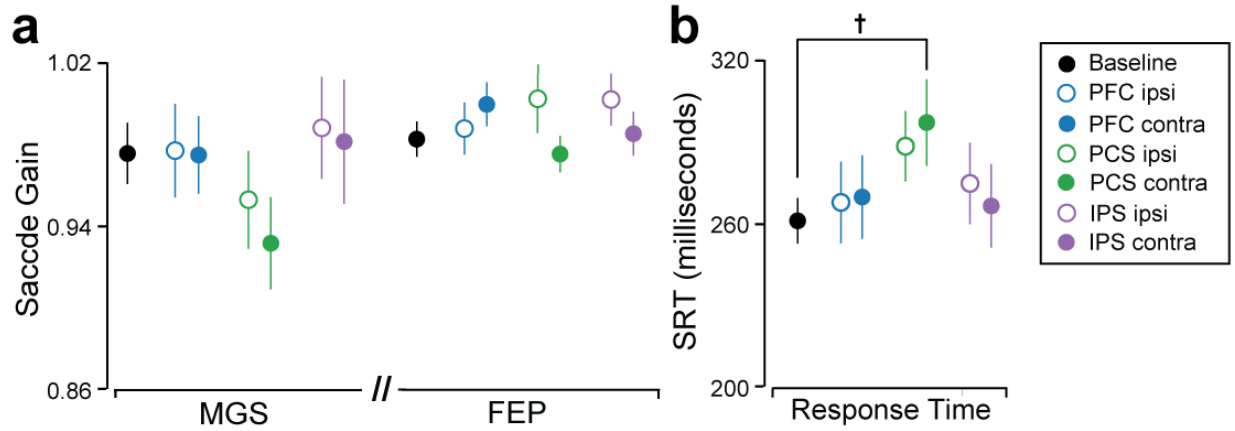 a
1.02
0.94
0.86
Saccde Gain
MGS
//
FEP
b
†
320
260
200
SRT (milliseconds)
Response Time
Baseline
PFC ipsi
PFC contra
PCS ipsi
PCS contra
IPS ipsi
IPS contra